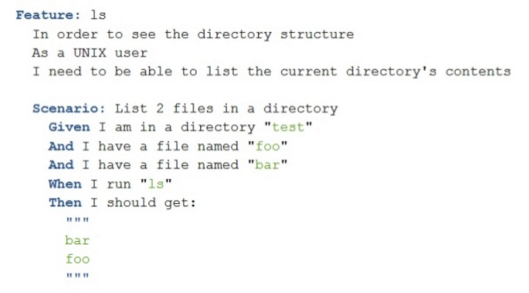 Feature: ls
In order to see the directory structure
As a UNIX user
I need to be able to list the current directory's contents
Scenario: List 2 files in a directory
Given I am in a directory "test"
And I have a file named "foo"
And I have a file named "bar"
When I run "ls"
Then I should get:
"""
bar
foo
"""